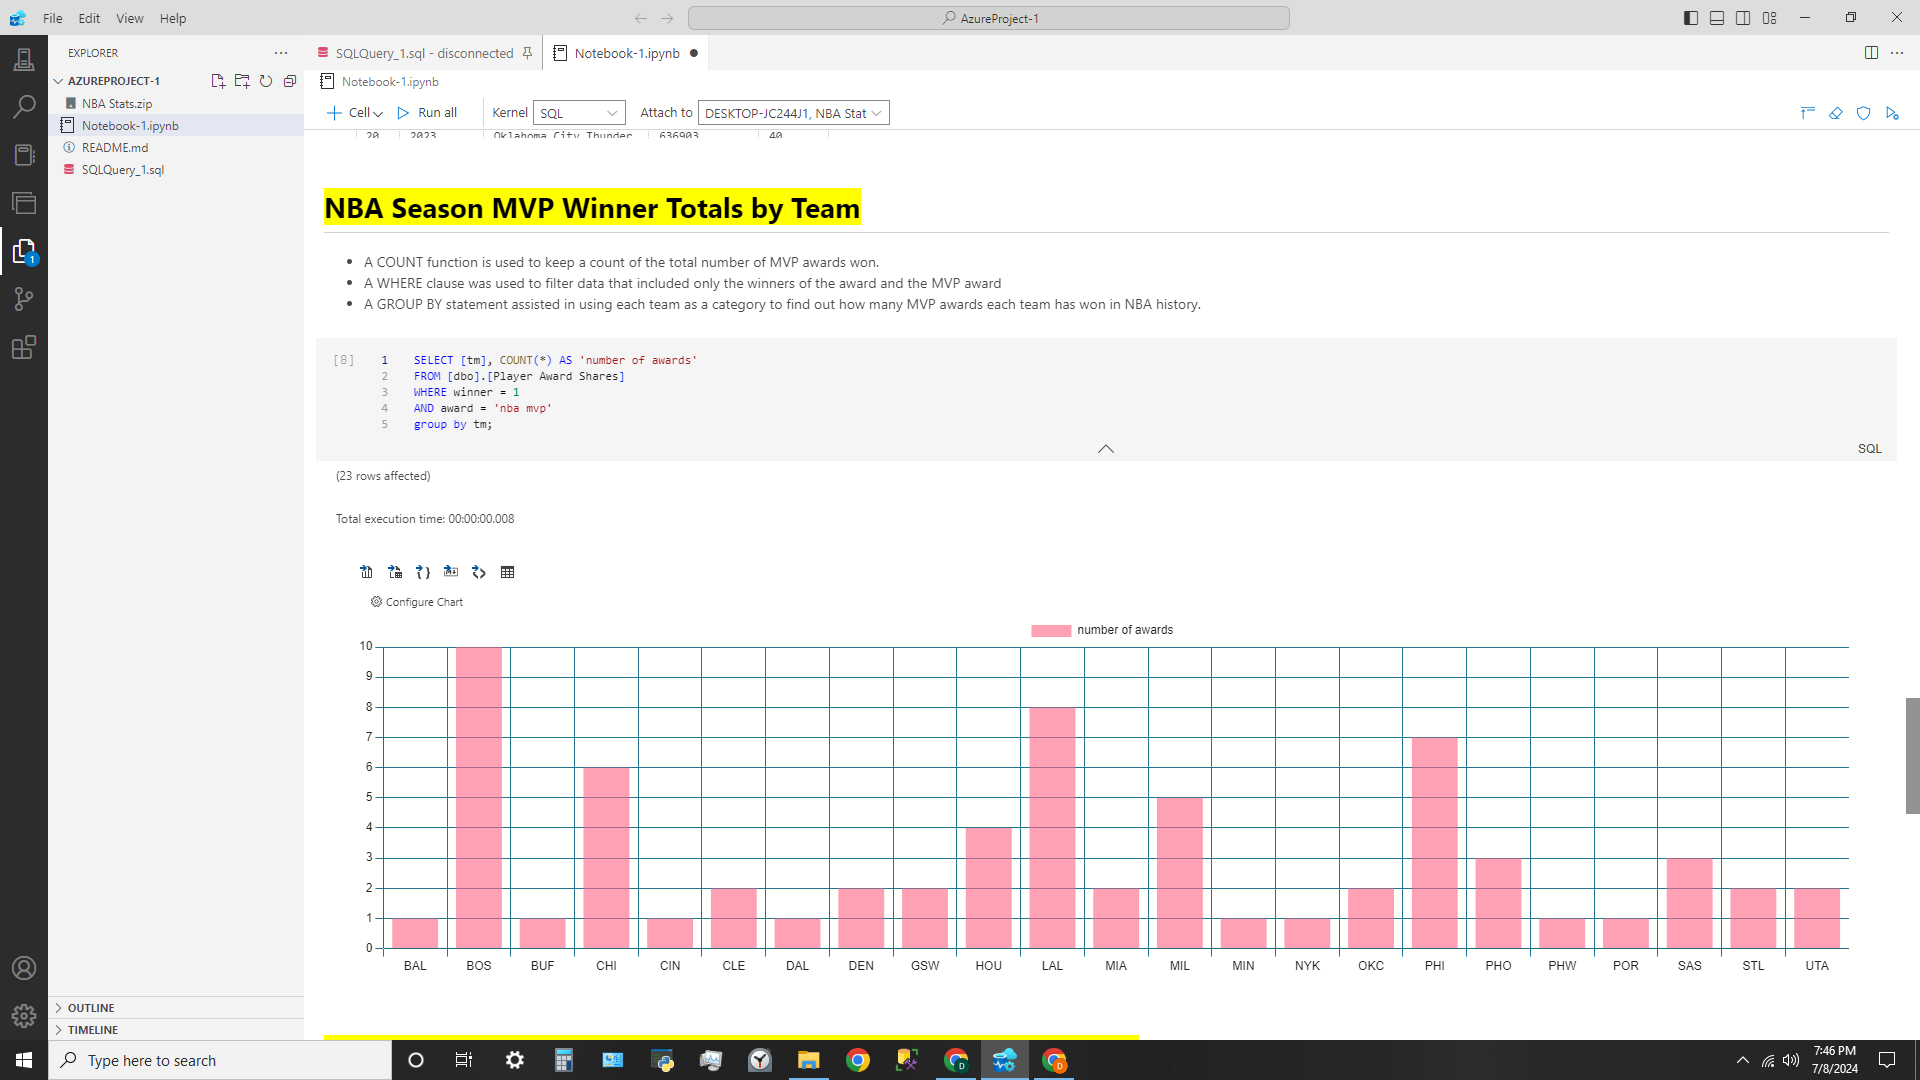 File Edit View Help
AzureProject-1
EXPLORER
SQLQuery_1.sql - disconnected
Notebook-1.ipynb
AZUREPROJECT-1
NBA Stats.zip
Notebook-1.ipynb
README.md
SQLQuery_1.sql
1
OUTLINE
TIMELINE
Notebook-1.ipynb
Cell
Run all
Kernel
SQL
Attach to
DESKTOP-JC244J1, NBA Stat
20 2023 Oklahoma City Thunder 636903 40
NBA Season MVP Winner Totals by Team
• A COUNT function is used to keep a count of the total number of MVP awards won.
• A WHERE clause was used to filter data that included only the winners of the award and the MVP award
• A GROUP BY statement assisted in using each team as a category to find out how many MVP awards each team has won in NBA history.
[8]
1 SELECT [tm], COUNT(*) AS 'number of awards'
2 FROM [dbo].[Player Award Shares]
3 WHERE winner = 1
4 AND award = 'nba mvp'
5 group by tm;
SQL
(23 rows affected)
Total execution time: 00:00:00.008
Configure Chart
number of awards
10
9
8
7
6
5
4
3
2
1
0
BAL BOS BUF CHI CIN CLE DAL DEN GSW HOU LAL MIA MIL MIN NYK OKC PHI PHO PHW POR SAS STL UTA
Type here to search
D
D
7:46 PM
7/8/2024